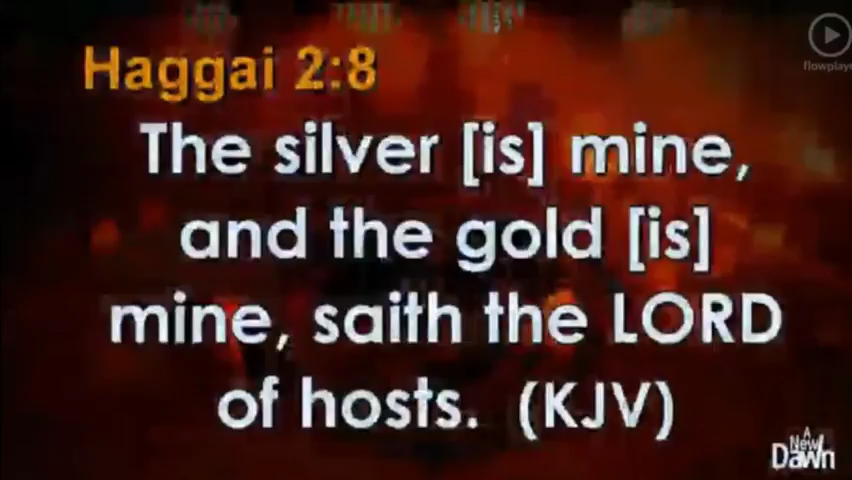 Haggai 2:8
The silver [is] mine,
and the gold [is]
mine, saith the LORD
of hosts. (KJV)
flowplaye
A
New
Dawn